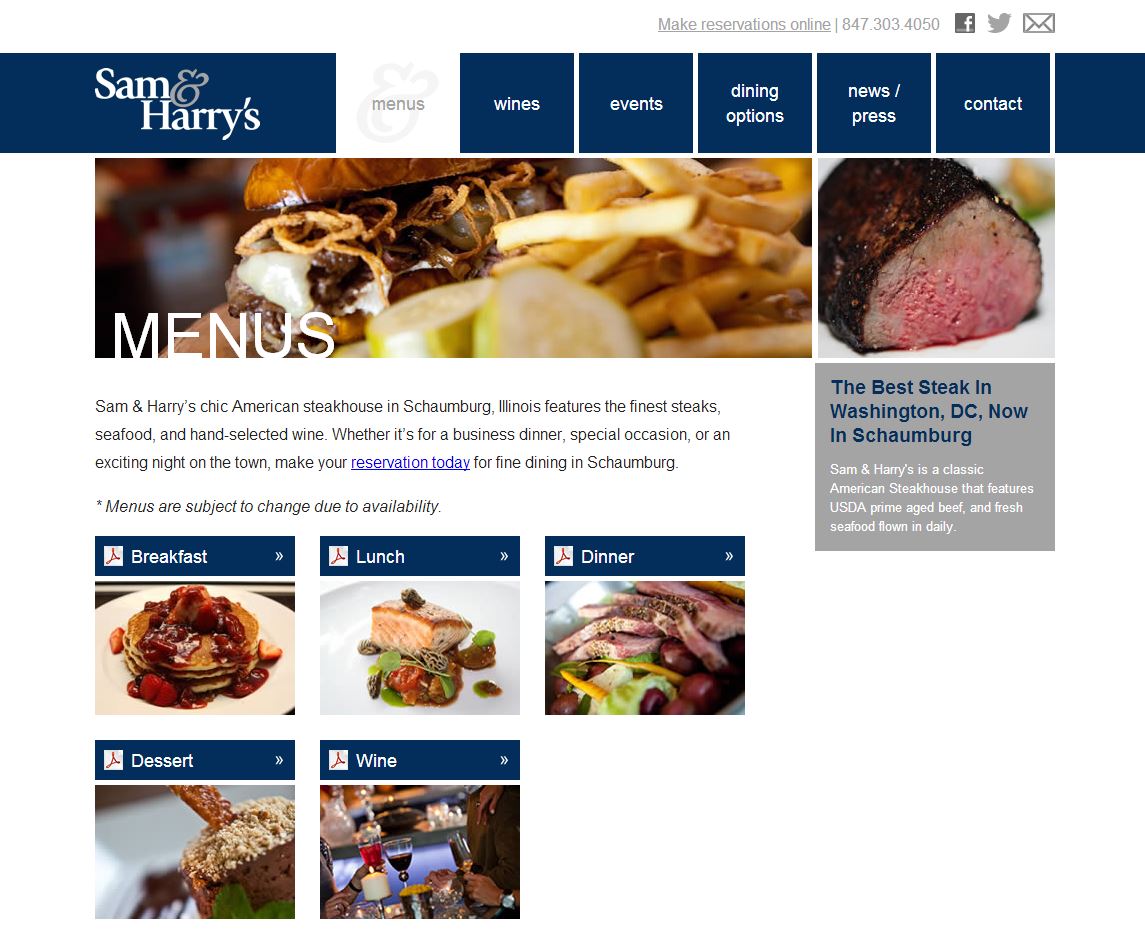 Make reservations online | 847.303.4050
Sam &
Harry's
menus
&
wines
events
dining
options
news /
press
contact
MENUS
Sam & Harry’s chic American steakhouse in Schaumburg, Illinois features the finest steaks,
seafood, and hand-selected wine. Whether it’s for a business dinner, special occasion, or an
exciting night on the town, make your reservation today for fine dining in Schaumburg.
* Menus are subject to change due to availability.
The Best Steak In
Washington, DC, Now
In Schaumburg
Sam & Harry's is a classic
American Steakhouse that features
USDA prime aged beef, and fresh
seafood flown in daily.
Breakfast »
Lunch »
Dinner »
Dessert »
Wine »